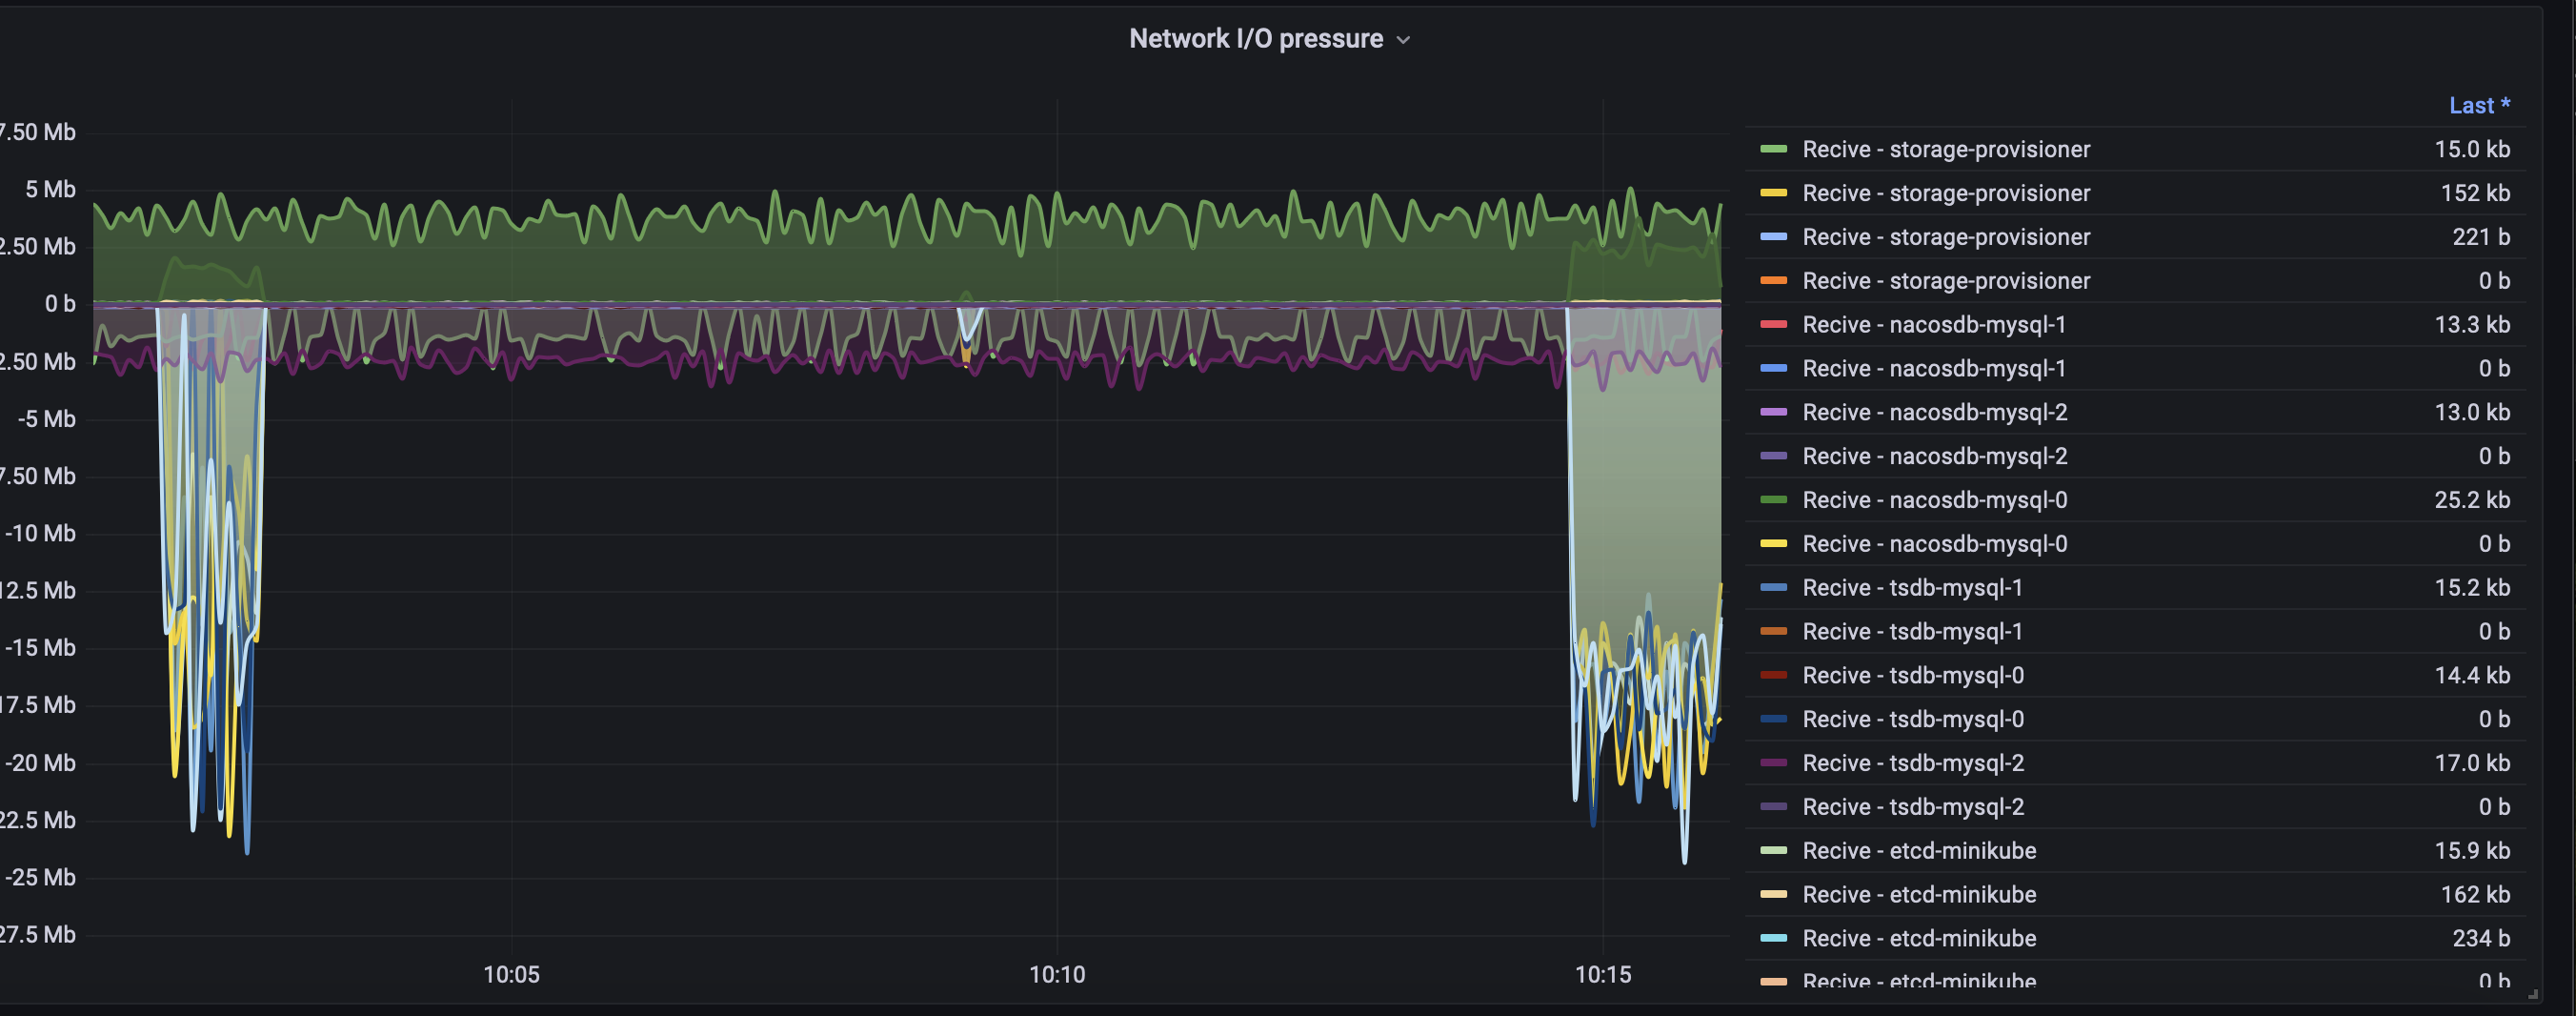 Network I/O pressure
Last *
7.50 Mb
5 Mb
2.50 Mb
0 b
2.50 Mb
-5 Mb
7.50 Mb
-10 Mb
12.5 Mb
-15 Mb
17.5 Mb
-20 Mb
22.5 Mb
-25 Mb
27.5 Mb
10:05 10:10 10:15
Recive - storage-provisioner 15.0 kb
Recive - storage-provisioner 152 kb
Recive - storage-provisioner 221 b
Recive - storage-provisioner 0 b
Recive - nacosdb-mysql-1 13.3 kb
Recive - nacosdb-mysql-1 0 b
Recive - nacosdb-mysql-2 13.0 kb
Recive - nacosdb-mysql-2 0 b
Recive - nacosdb-mysql-0 25.2 kb
Recive - nacosdb-mysql-0 0 b
Recive - tsdb-mysql-1 15.2 kb
Recive - tsdb-mysql-1 0 b
Recive - tsdb-mysql-0 14.4 kb
Recive - tsdb-mysql-0 0 b
Recive - tsdb-mysql-2 17.0 kb
Recive - tsdb-mysql-2 0 b
Recive - etcd-minikube 15.9 kb
Recive - etcd-minikube 162 kb
Recive - etcd-minikube 234 b
Recive - etcd-minikube 0 b